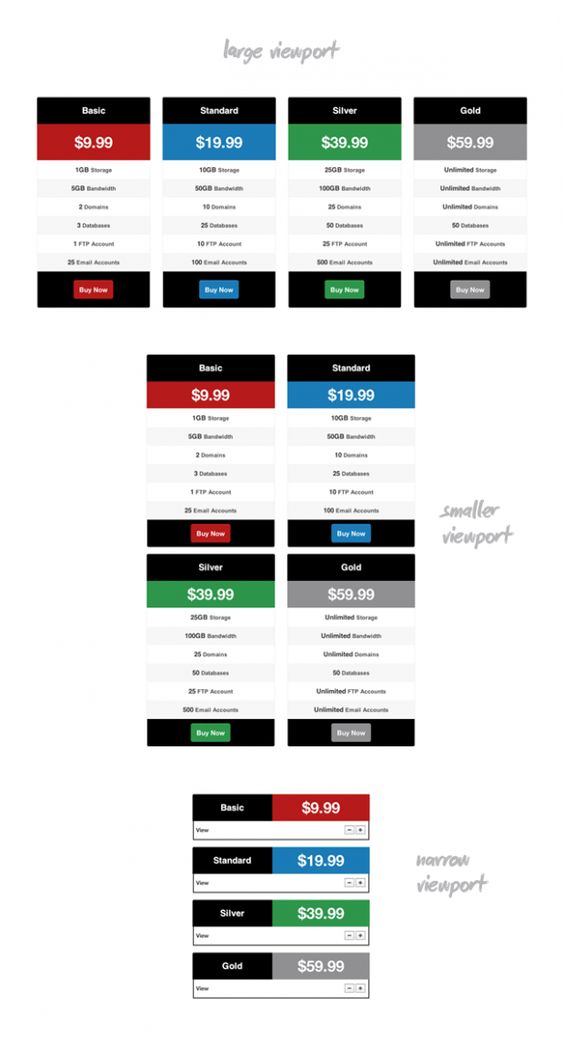 large viewport
Basic Standard Silver Gold
$9.99 $19.99 $39.99 $59.99
1GB Storage 10GB Storage 25GB Storage Unlimited Storage
5GB Bandwidth 50GB Bandwidth 100GB Bandwidth Unlimited Bandwidth
2 Domains 10 Domains 25 Domains Unlimited Domains
3 Databases 25 Databases 50 Databases 50 Databases
1 FTP Account 10 FTP Account 25 FTP Account Unlimited FTP Accounts
25 Email Accounts 100 Email Accounts 500 Email Accounts Unlimited Email Accounts
Buy Now Buy Now Buy Now Buy Now
Basic Standard
$9.99 $19.99
1GB Storage 10GB Storage
5GB Bandwidth 50GB Bandwidth
2 Domains 10 Domains
3 Databases 25 Databases
1 FTP Account 10 FTP Account
25 Email Accounts 100 Email Accounts
Buy Now Buy Now
smaller
viewport
Silver Gold
$39.99 $59.99
25GB Storage Unlimited Storage
100GB Bandwidth Unlimited Bandwidth
25 Domains Unlimited Domains
50 Databases 50 Databases
25 FTP Account Unlimited FTP Accounts
500 Email Accounts Unlimited Email Accounts
Buy Now Buy Now
Basic $9.99
View − +
Standard $19.99
View − +
narrow
viewport
Silver $39.99
View − +
Gold $59.99
View − +